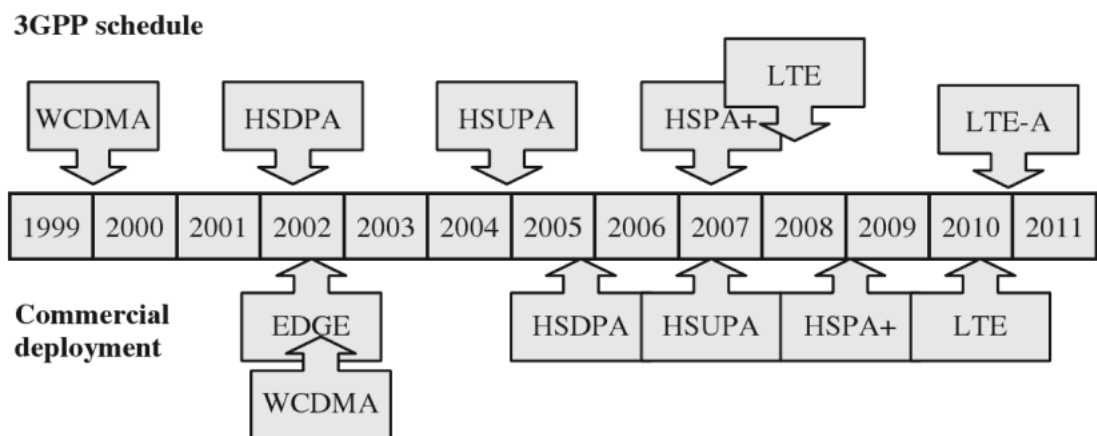 3GPP schedule
LTE
WCDMA HSDPA HSUPA HSPA+ LTE-A
1999 2000 2001 2002 2003 2004 2005 2006 2007 2008 2009 2010 2011
Commercial
deployment
EDGE HSDPA HSUPA HSPA+ LTE
WCDMA